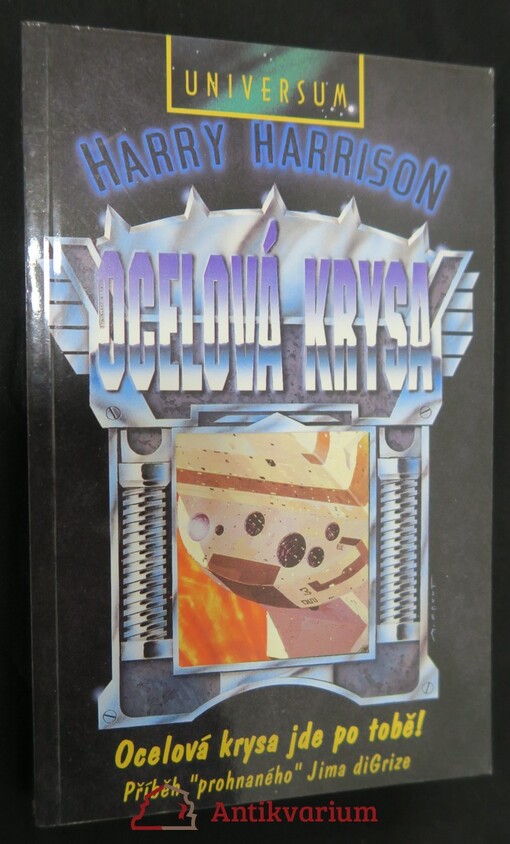 UNIVERSUM
HARRY HARRISON
OCELOVÁ KRYSA
Ocelová krysa jde po tobě!
Příběh "prohnaného" Jima diGrize
Antikvarium